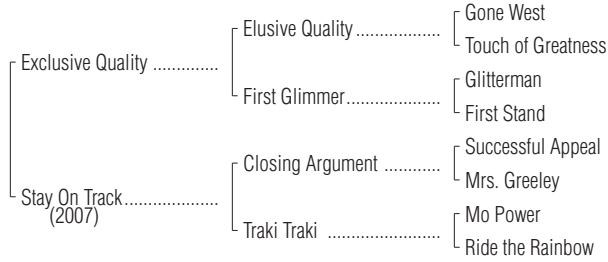 Gone West
Elusive Quality ..................
Touch of Greatness
Exclusive Quality ..............
Glitterman
First Glimmer....................
First Stand
Successful Appeal
Closing Argument ............
Mrs. Greeley
Stay On Track....................
(2007)
Mo Power
Traki Traki ........................
Ride the Rainbow